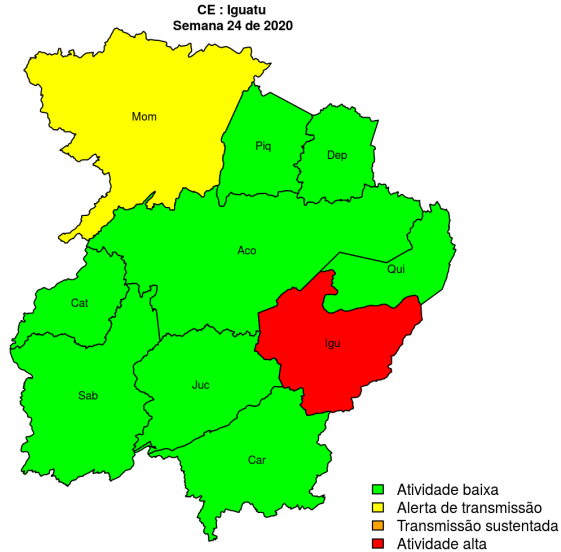 CE : Iguatu
Semana 24 de 2020
Mom
Piq
Dep
Aco
Qui
Cat
Igu
Sab
Juc
Car
Atividade baixa
Alerta de transmissão
Transmissão sustentada
Atividade alta